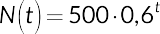 N(t) = 500 · 0,6^t